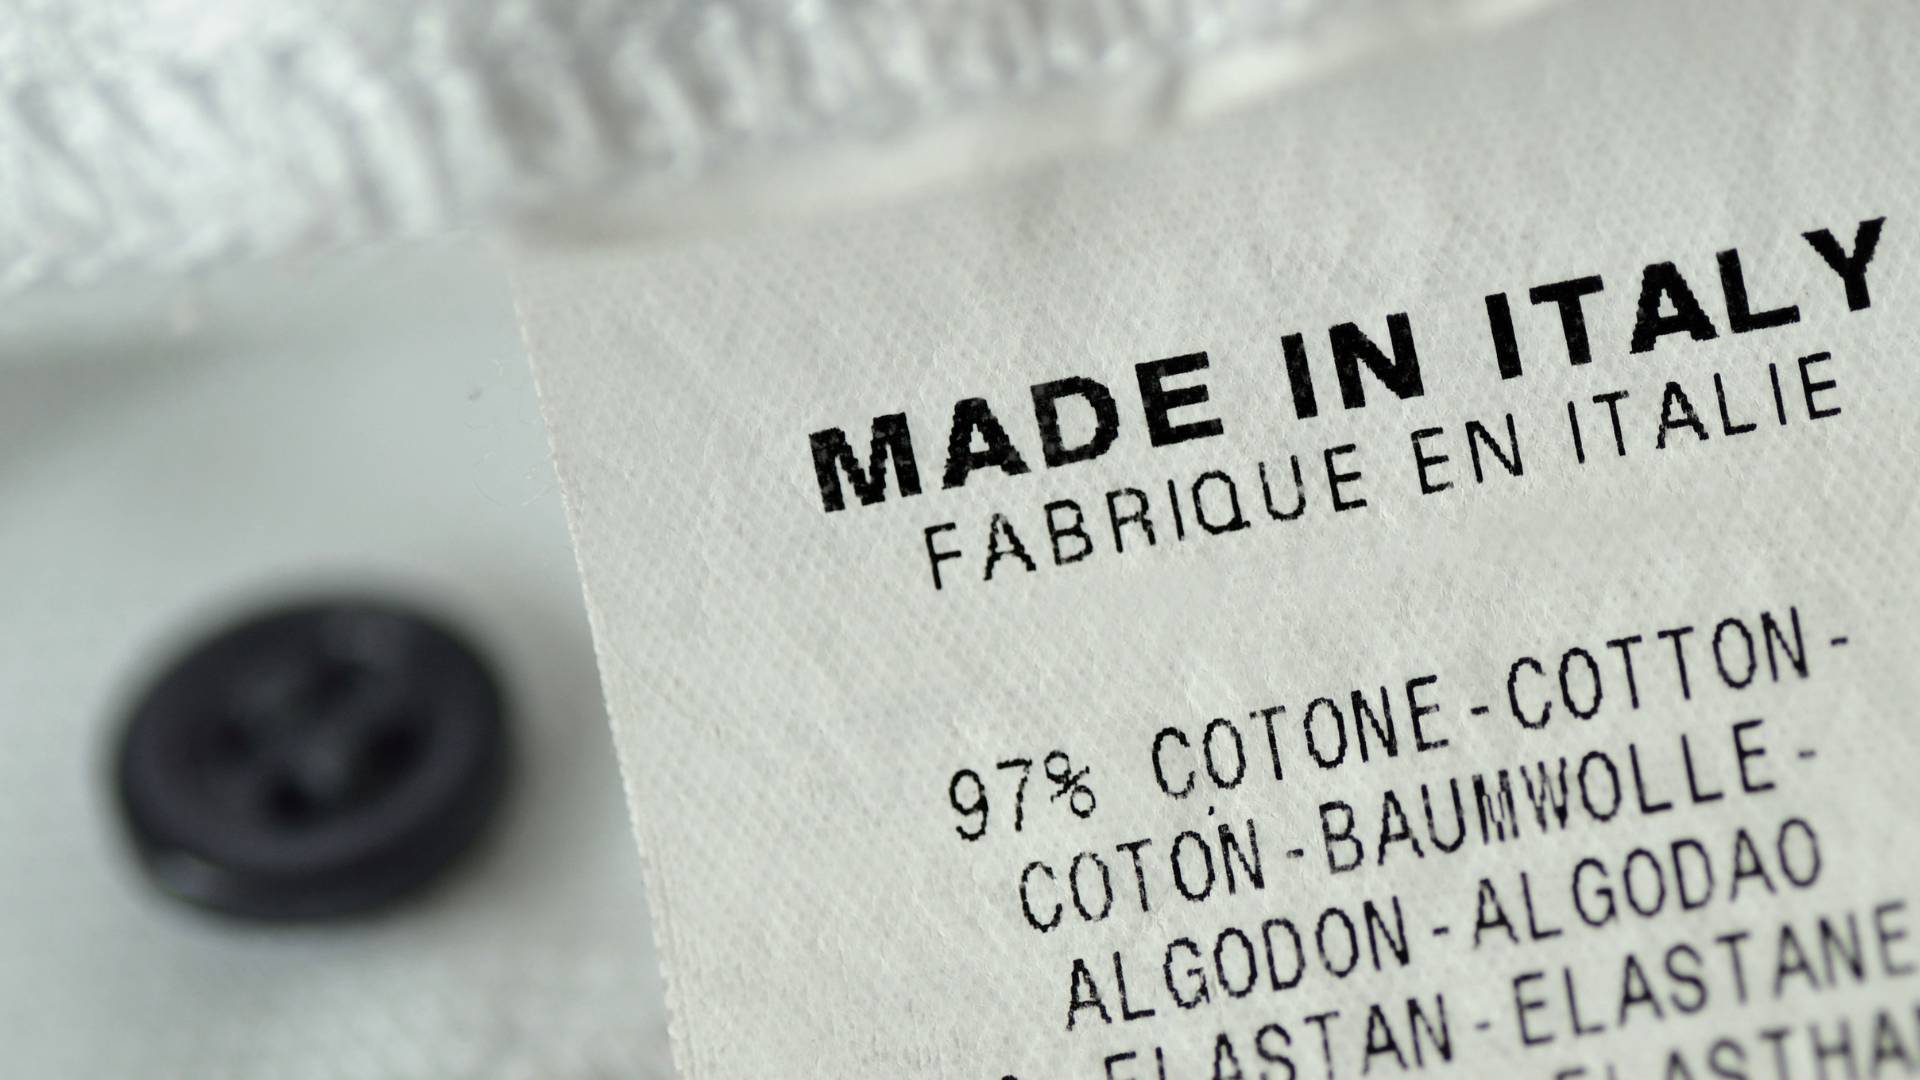 MADE IN ITALY
FABRIQUE EN ITALIE
97% COTONE-COTTON-
COTON-BAUMWOLLE-
ALGODON-ALGODAO
ELASTAN-ELASTANE